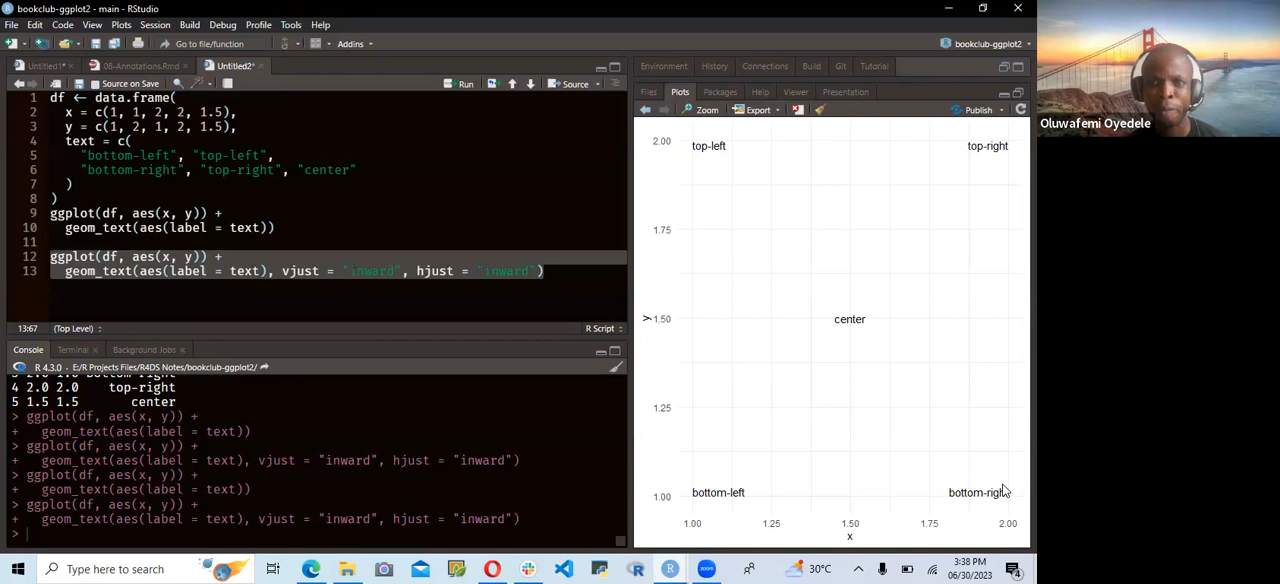 bookclub-ggplot2 - main - RStudio
File Edit Code View Plots Session Build Debug Profile Tools Help
Go to file/function Addins bookclub-ggplot2
Untitled1* 08-Annotations.Rmd Untitled2*
Source on Save Run Source
1 df <- data.frame(
2 x = c(1, 1, 2, 2, 1.5),
3 y = c(1, 2, 1, 2, 1.5),
4 text = c(
5 "bottom-left", "top-left",
6 "bottom-right", "top-right", "center"
7 )
8 )
9 ggplot(df, aes(x, y)) +
10 geom_text(aes(label = text))
11
12 ggplot(df, aes(x, y)) +
13 geom_text(aes(label = text), vjust = "inward", hjust = "inward")
13:67 (Top Level) R Script
Console Terminal Background Jobs
R 4.3.0 · E:/R Projects Files/R4DS Notes/bookclub-ggplot2/
4 2.0 2.0 top-right
5 1.5 1.5 center
> ggplot(df, aes(x, y)) +
+ geom_text(aes(label = text))
> ggplot(df, aes(x, y)) +
+ geom_text(aes(label = text), vjust = "inward", hjust = "inward")
> ggplot(df, aes(x, y)) +
+ geom_text(aes(label = text))
> ggplot(df, aes(x, y)) +
+ geom_text(aes(label = text), vjust = "inward", hjust = "inward")
>
Environment History Connections Build Git Tutorial
Files Plots Packages Help Viewer Presentation
Zoom Export Publish
2.00 top-left top-right
1.75
y 1.50 center
1.25
1.00 bottom-left bottom-right
1.00 1.25 1.50 1.75 2.00
x
Oluwafemi Oyedele
Type here to search
30°C
3:38 PM
06/30/2023
4